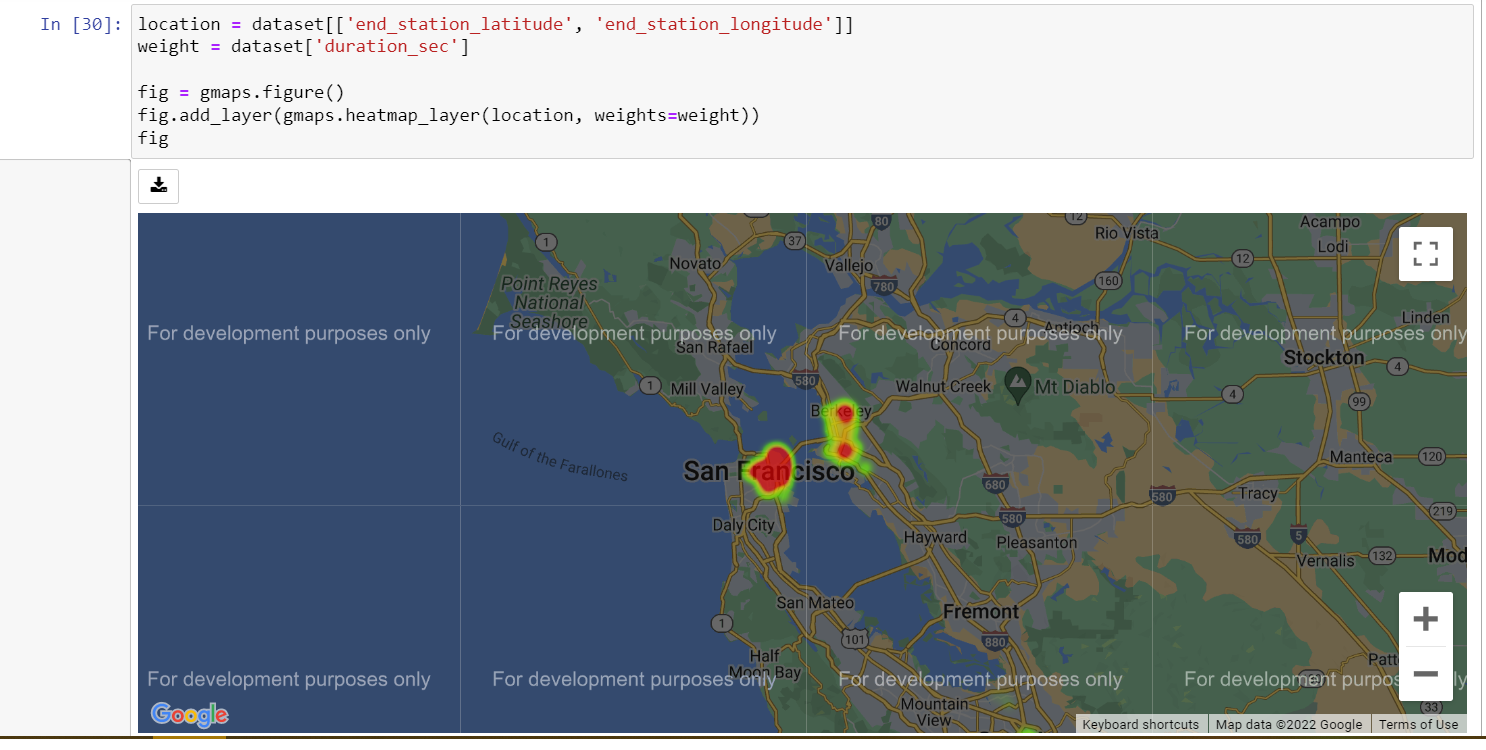 In [30]:
location = dataset[['end_station_latitude', 'end_station_longitude']]
weight = dataset['duration_sec']
fig = gmaps.figure()
fig.add_layer(gmaps.heatmap_layer(location, weights=weight))
fig
80
12
Acampo
Rio Vista
1
37
Novato
Lodi
12
Vallejo
160
Point Reyes
National
Seashore
780
4
Linden
Antioch
For development purposes only
For development purposes only
For development purposes only
For development purposes only
San Rafael
Concord
Stockton
4
580
1
Mill Valley
Walnut Creek
Mt Diablo
4
99
Berkeley
Gulf of the Farallones
San Francisco
Manteca
120
680
580
Tracy
219
Daly City
580
Hayward
Pleasanton
580
5
Vernalis
132
Mod
San Mateo
Fremont
1
101
880
Half
Moon Bay
Patt
For development purposes only
For development purposes only
For development purposes only
For development purpos
ly
Mountain
View
33
Google
Keyboard shortcuts
Map data ©2022 Google
Terms of Use